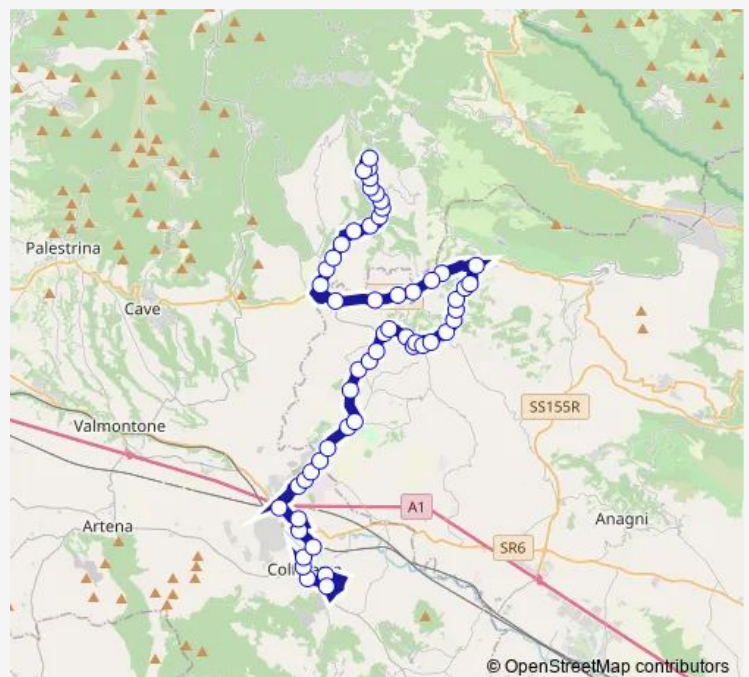 Palestrina
Cave
SS155R
Valmontone
A1
Anagni
Artena
SR6
© OpenStreetMap contributors